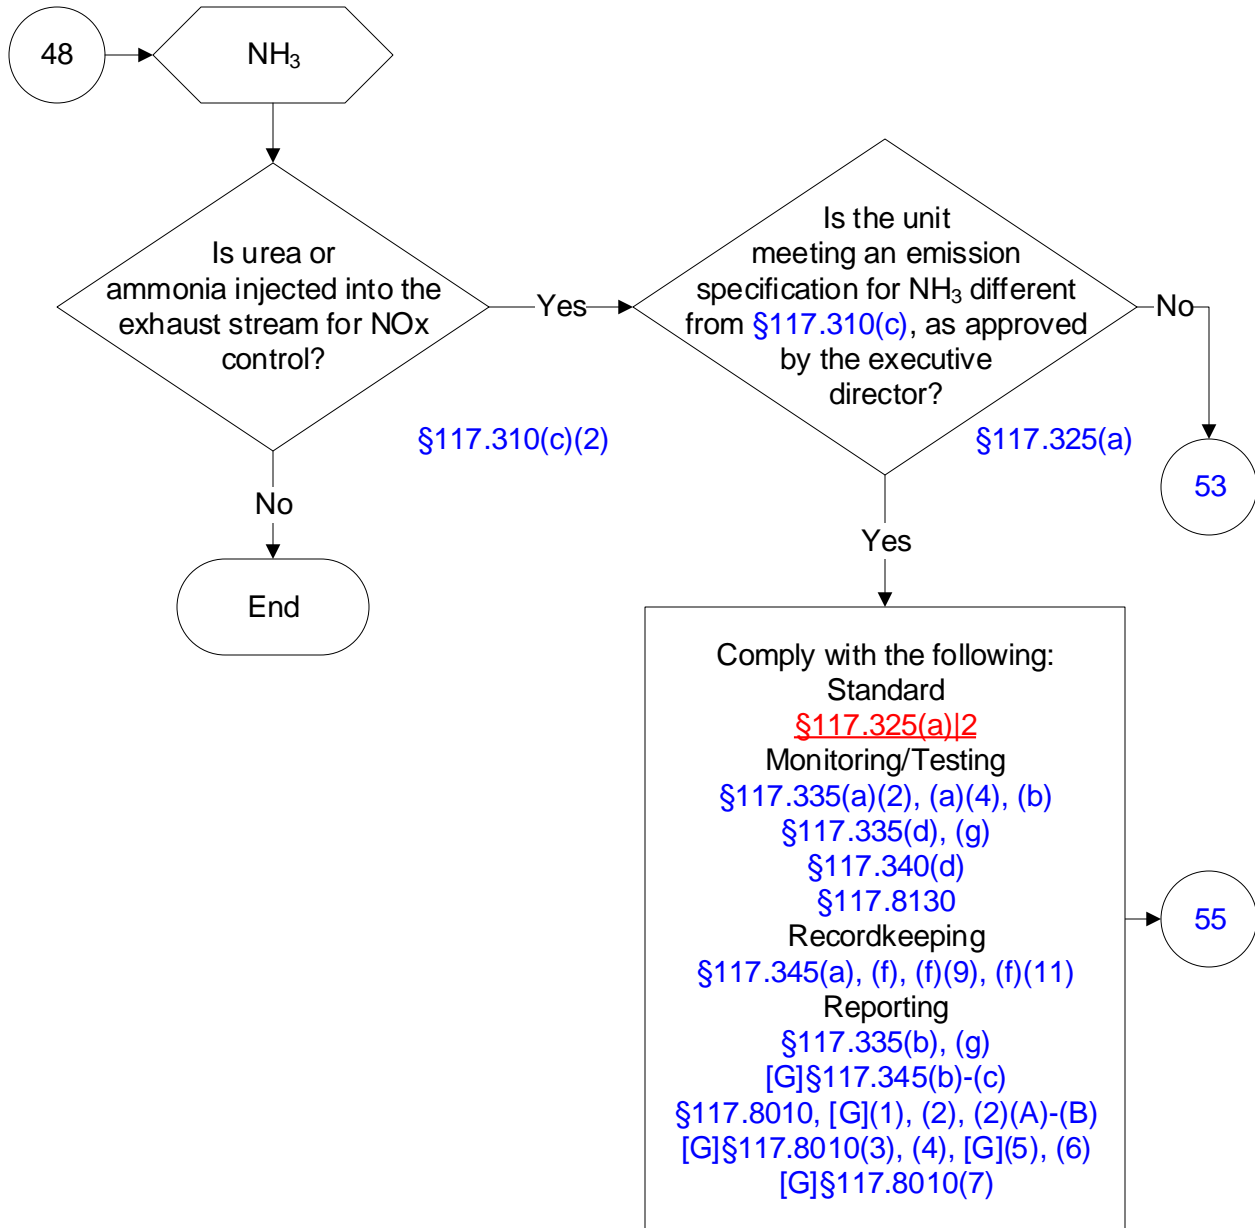 48
NH₃
Is urea or
ammonia injected into the
exhaust stream for NOx
control?
Yes
§117.310(c)(2)
No
End
Is the unit
meeting an emission
specification for NH₃ different
from §117.310(c), as approved
by the executive
director?
No
§117.325(a)
53
Yes
Comply with the following:
Standard
§117.325(a)|2
Monitoring/Testing
§117.335(a)(2), (a)(4), (b)
§117.335(d), (g)
§117.340(d)
§117.8130
Recordkeeping
§117.345(a), (f), (f)(9), (f)(11)
Reporting
§117.335(b), (g)
[G]§117.345(b)-(c)
§117.8010, [G](1), (2), (2)(A)-(B)
[G]§117.8010(3), (4), [G](5), (6)
[G]§117.8010(7)
55